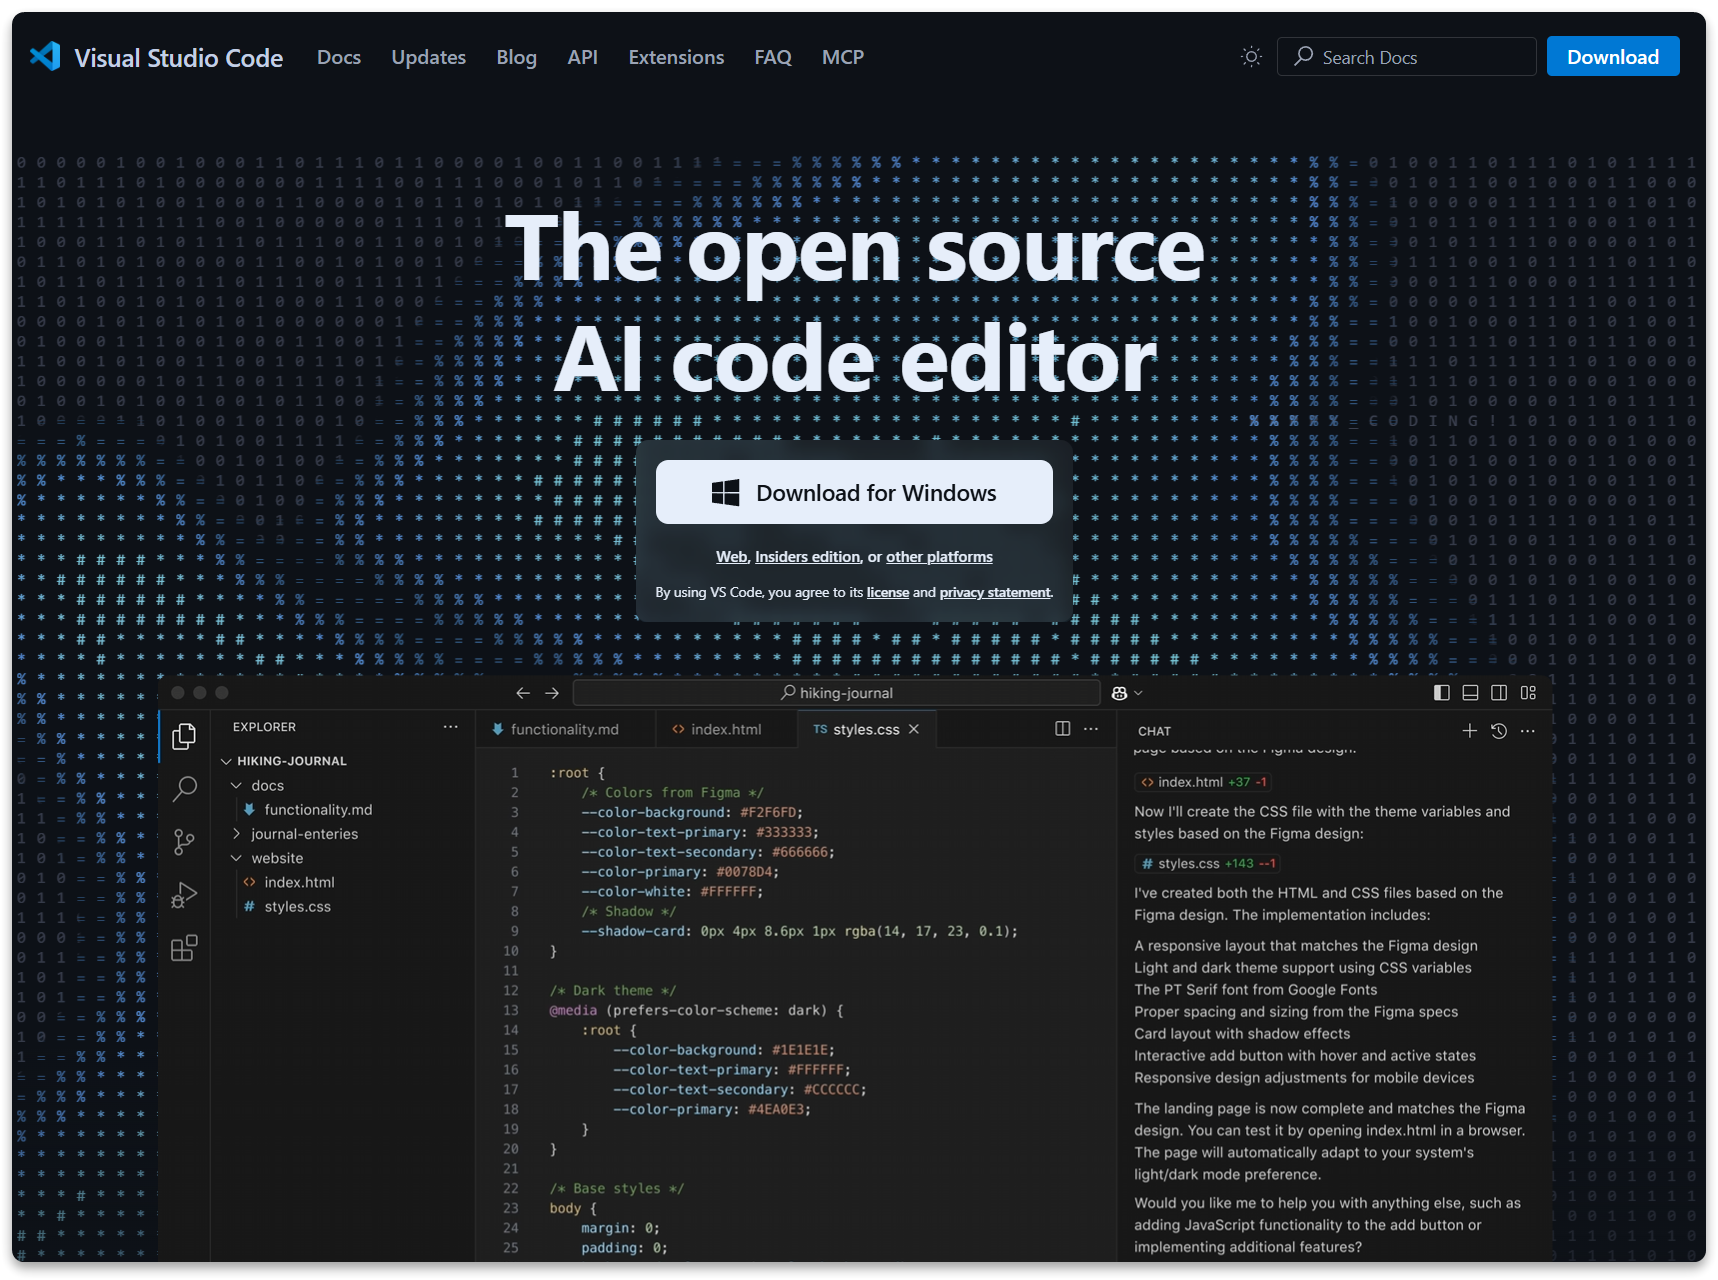 Visual Studio Code
Docs
Updates
Blog
API
Extensions
FAQ
MCP
Search Docs
Download
The open source
AI code editor
CODING!
Download for Windows
Web, Insiders edition, or other platforms
By using VS Code, you agree to its license and privacy statement.
hiking-journal
EXPLORER
HIKING-JOURNAL
docs
functionality.md
journal-enteries
website
index.html
styles.css
functionality.md
index.html
TS styles.css
1 :root {
2 /* Colors from Figma */
3 --color-background: #F2F6FD;
4 --color-text-primary: #333333;
5 --color-text-secondary: #666666;
6 --color-primary: #0078D4;
7 --color-white: #FFFFFF;
8 /* Shadow */
9 --shadow-card: 0px 4px 8.6px 1px rgba(14, 17, 23, 0.1);
10 }
11
12 /* Dark theme */
13 @media (prefers-color-scheme: dark) {
14 :root {
15 --color-background: #1E1E1E;
16 --color-text-primary: #FFFFFF;
17 --color-text-secondary: #CCCCCC;
18 --color-primary: #4EA0E3;
19 }
20 }
21
22 /* Base styles */
23 body {
24 margin: 0;
25 padding: 0;
CHAT
page based on the Figma design.
index.html +37 -1
Now I'll create the CSS file with the theme variables and
styles based on the Figma design:
# styles.css +143 --1
I've created both the HTML and CSS files based on the
Figma design. The implementation includes:
A responsive layout that matches the Figma design
Light and dark theme support using CSS variables
The PT Serif font from Google Fonts
Proper spacing and sizing from the Figma specs
Card layout with shadow effects
Interactive add button with hover and active states
Responsive design adjustments for mobile devices
The landing page is now complete and matches the Figma
design. You can test it by opening index.html in a browser.
The page will automatically adapt to your system's
light/dark mode preference.
Would you like me to help you with anything else, such as
adding JavaScript functionality to the add button or
implementing additional features?